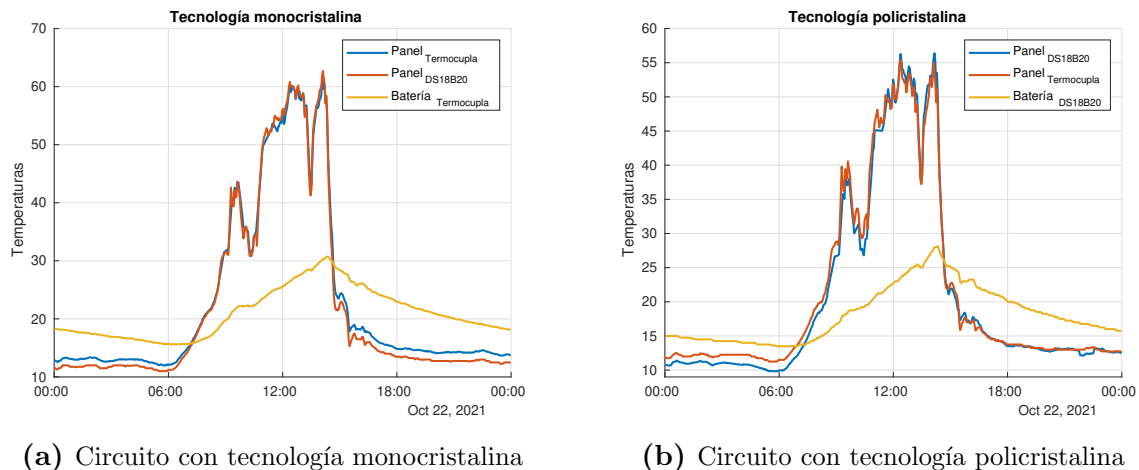 Tecnología monocristalina
70
60
50
40
30
20
10
Temperaturas
00:00 06:00 12:00 18:00 00:00
Oct 22, 2021
Panel Termocupla
Panel DS18B20
Batería Termocupla
(a) Circuito con tecnología monocristalina
Tecnología policristalina
60
55
50
45
40
35
30
25
20
15
10
Temperaturas
00:00 06:00 12:00 18:00 00:00
Oct 22, 2021
Panel DS18B20
Panel Termocupla
Batería DS18B20
(b) Circuito con tecnología policristalina